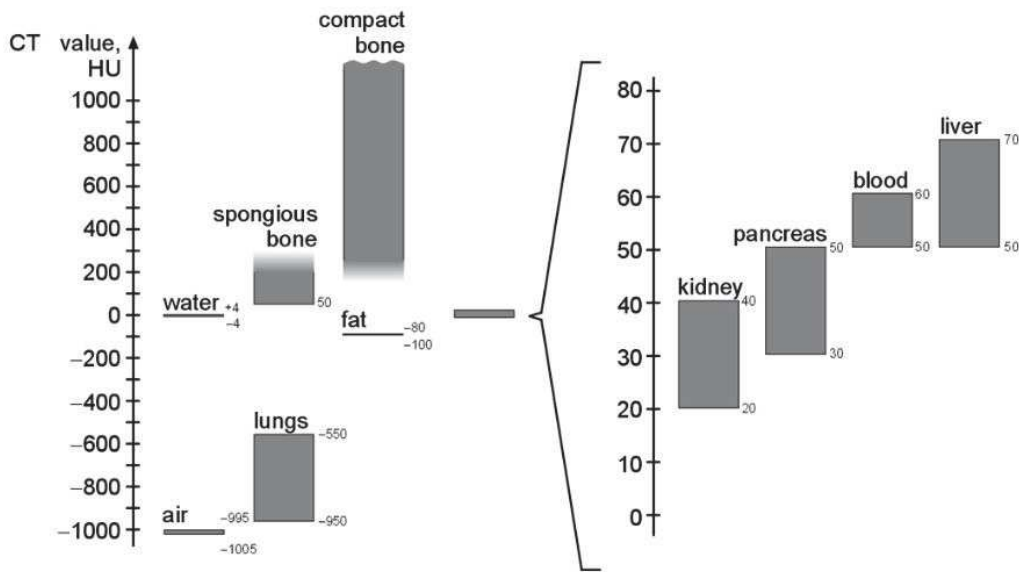 CT value,
HU
1000
800
600
400
200
0
−200
−400
−600
−800
−1000
compact
bone
spongious
bone
50
water
+4
−4
fat
−80
−100
lungs
−550
−950
air
−995
−1005
80
70
60
50
40
30
20
10
0
kidney
40
20
pancreas
50
30
blood
60
50
liver
70
50